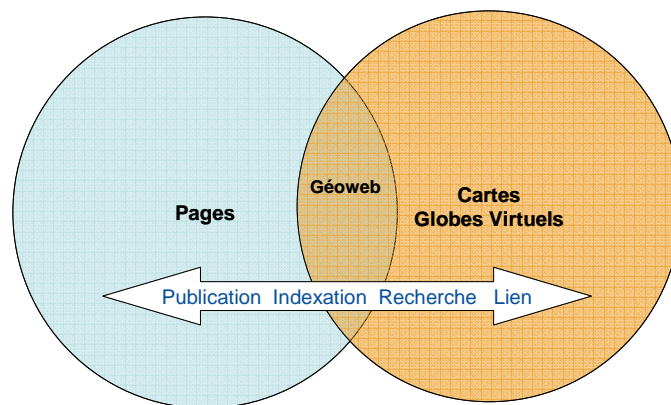 Géoweb
Pages
Cartes
Globes Virtuels
Publication Indexation Recherche Lien